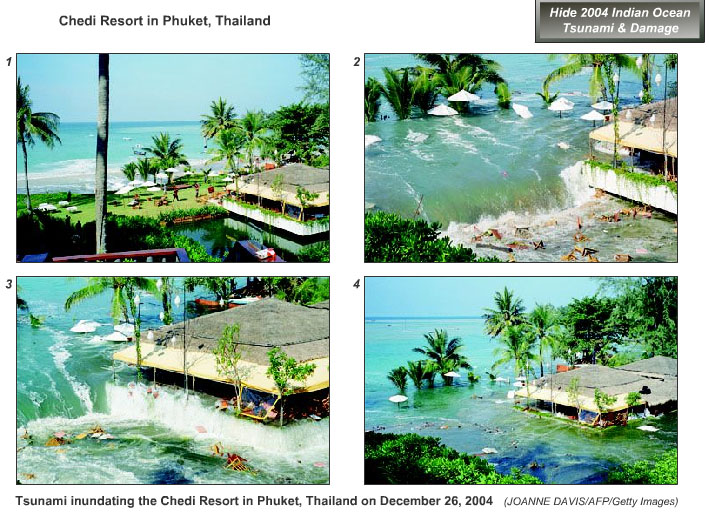 Chedi Resort in Phuket, Thailand
Hide 2004 Indian Ocean
Tsunami & Damage
1
2
3
4
Tsunami inundating the Chedi Resort in Phuket, Thailand on December 26, 2004 (JOANNE DAVIS/AFP/Getty Images)